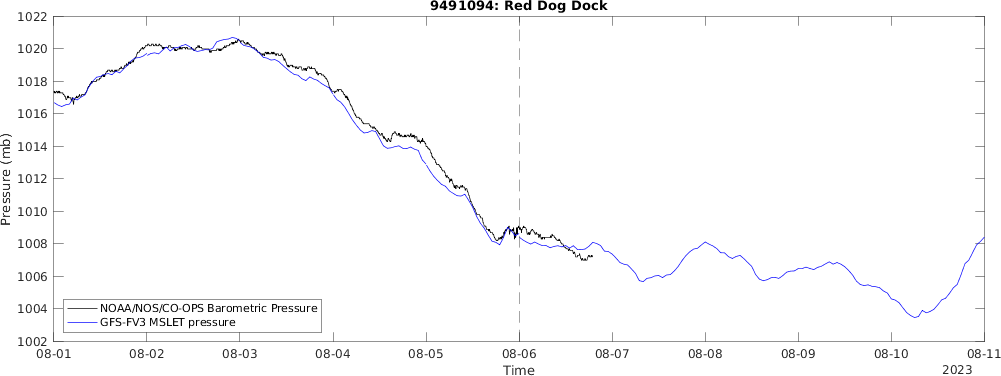 9491094: Red Dog Dock
Pressure (mb)
1022
1020
1018
1016
1014
1012
1010
1008
1006
1004
1002
NOAA/NOS/CO-OPS Barometric Pressure
GFS-FV3 MSLET pressure
08-01 08-02 08-03 08-04 08-05 08-06 08-07 08-08 08-09 08-10 08-11
Time
2023